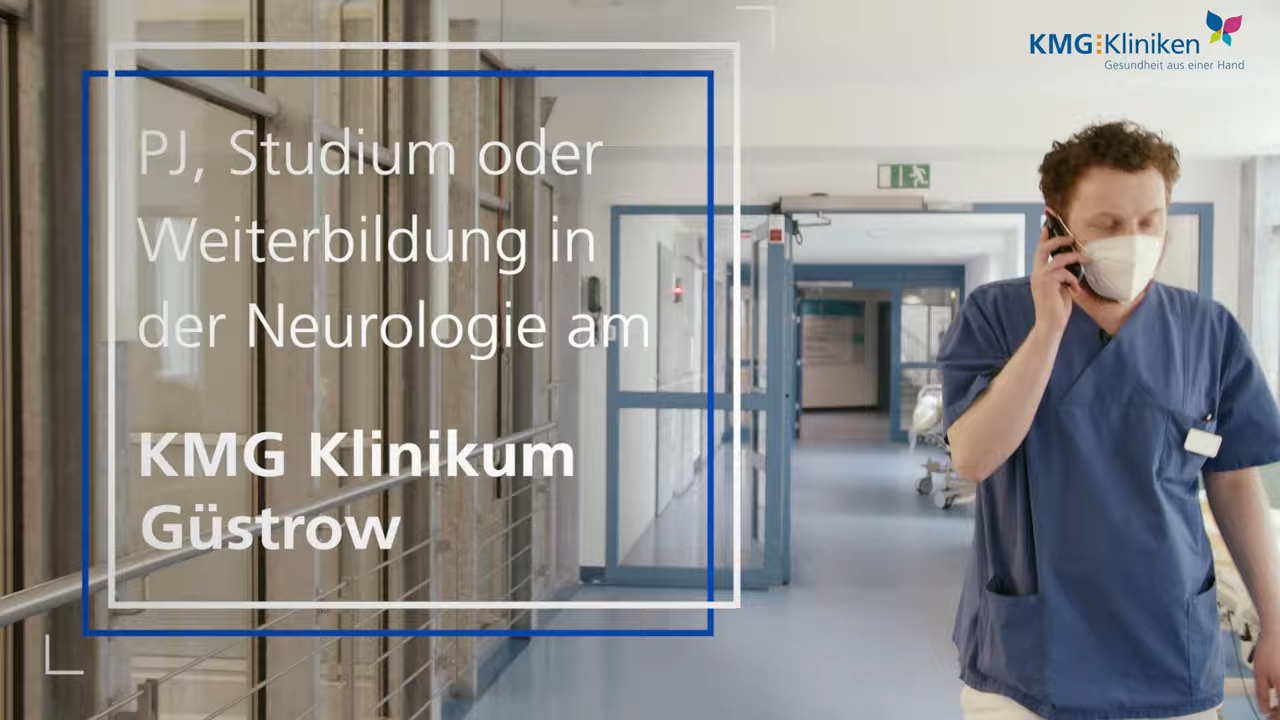 KMG Kliniken
Gesundheit aus einer Hand
PJ, Studium oder
Weiterbildung in
der Neurologie am
KMG Klinikum
Güstrow